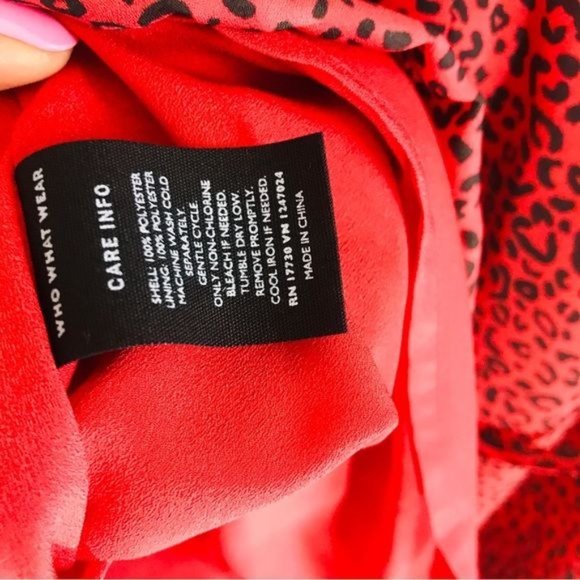 WHO WHAT WEAR
CARE INFO
SHELL: 100% POLYESTER
LINING: 100% POLYESTER
MACHINE WASH COLD
SEPARATELY.
GENTLE CYCLE.
ONLY NON-CHLORINE
BLEACH IF NEEDED.
TUMBLE DRY LOW.
REMOVE PROMPTLY.
COOL IRON IF NEEDED.
RN 17730 VN 1247024
MADE IN CHINA